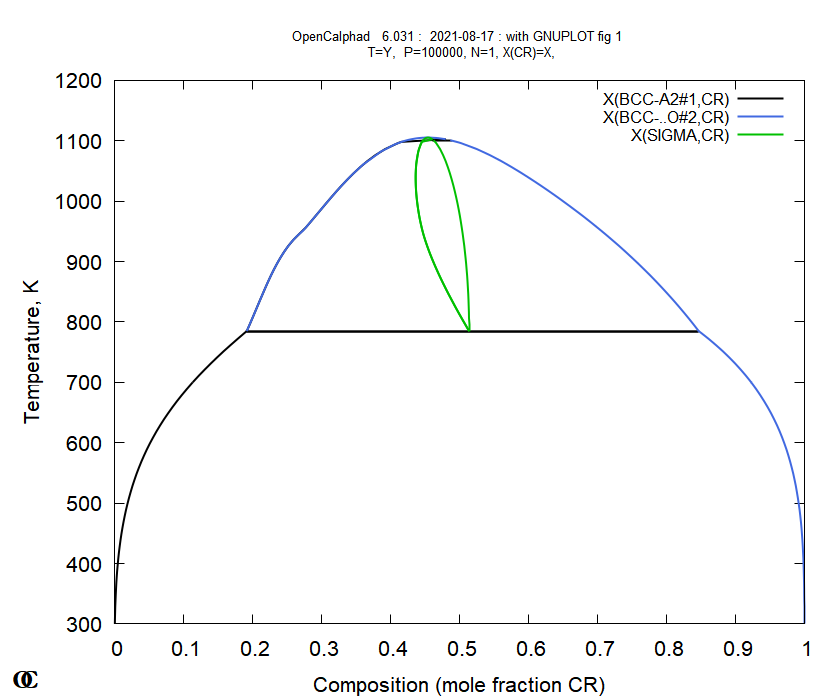 OpenCalphad 6.031 : 2021-08-17 : with GNUPLOT fig 1
T=Y, P=100000, N=1, X(CR)=X,
X(BCC-A2#1,CR)
X(BCC-..O#2,CR)
X(SIGMA,CR)
1200
1100
1000
900
800
700
600
500
400
300
Temperature, K
0 0.1 0.2 0.3 0.4 0.5 0.6 0.7 0.8 0.9 1
Composition (mole fraction CR)
OC